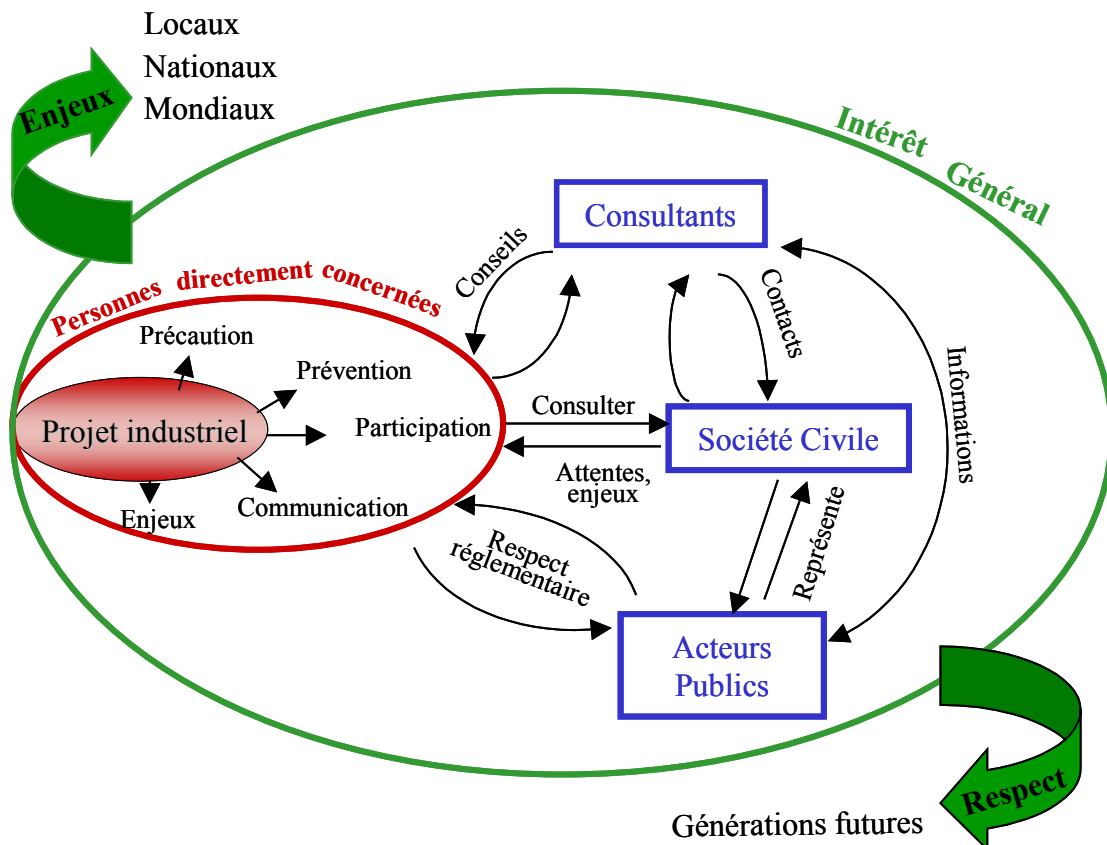 Locaux
Nationaux
Mondiaux
Enjeux
Intérêt Général
Consultants
Conseils
Contacts
Informations
Personnes directement concernées
Précaution
Prévention
Projet industriel
Participation
Communication
Enjeux
Consulter
Société Civile
Attentes,
enjeux
Respect
réglementaire
Représente
Acteurs
Publics
Respect
Générations futures